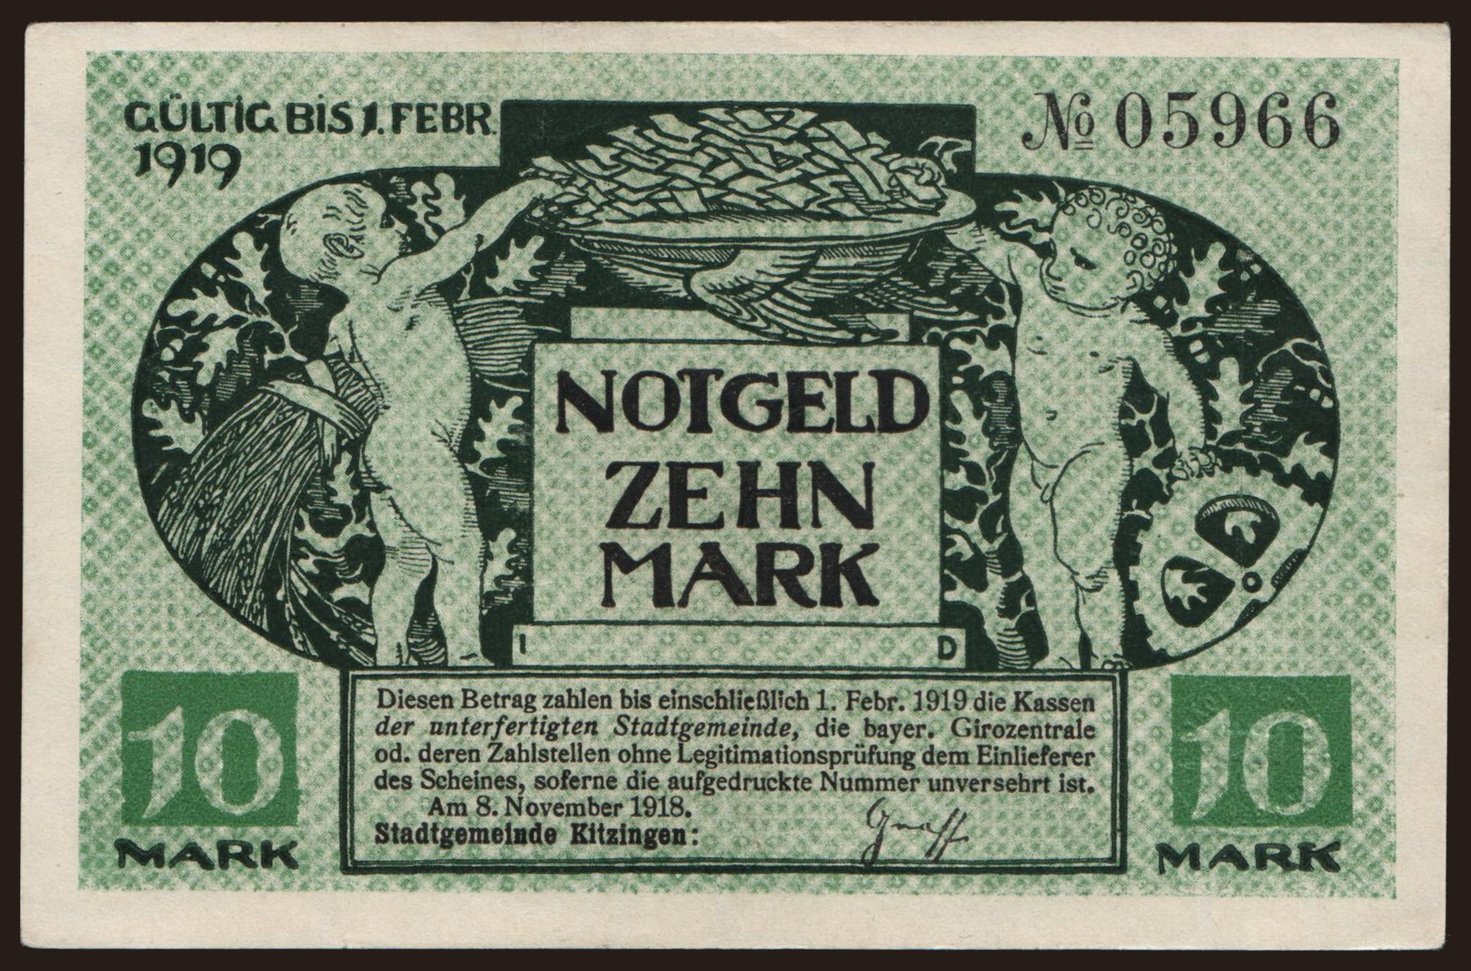 GÜLTIG BIS 1. FEBR.
1919
№ 05966
NOTGELD
ZEHN
MARK
I D
10
MARK
Diesen Betrag zahlen bis einschließlich 1. Febr. 1919 die Kassen
der unterfertigten Stadtgemeinde, die bayer. Girozentrale
od. deren Zahlstellen ohne Legitimationsprüfung dem Einlieferer
des Scheines, soferne die aufgedruckte Nummer unversehrt ist.
Am 8. November 1918.
Stadtgemeinde Kitzingen:
Graff
10
MARK